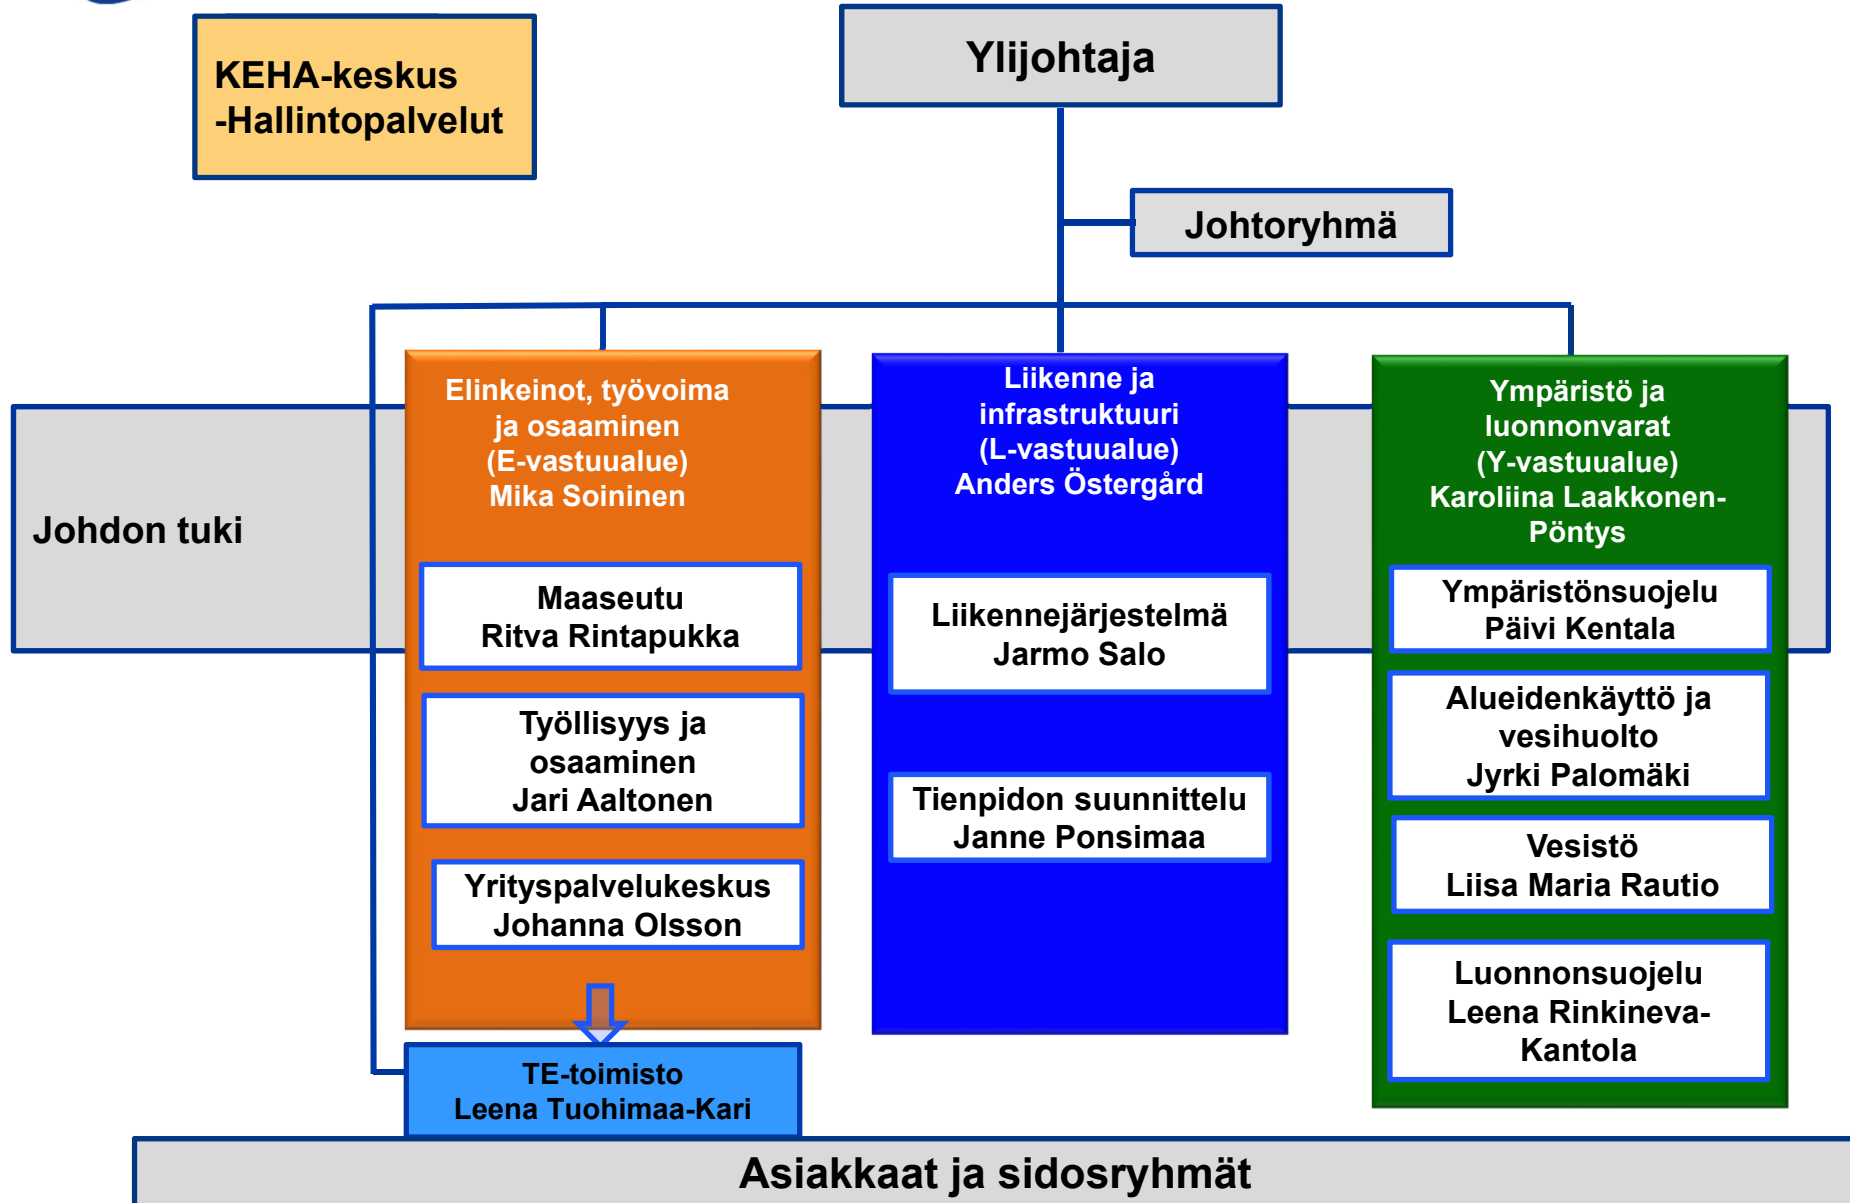 KEHA-keskus
-Hallintopalvelut
Ylijohtaja
Johtoryhmä
Johdon tuki
Elinkeinot, työvoima
ja osaaminen
(E-vastuualue)
Mika Soininen
Maaseutu
Ritva Rintapukka
Työllisyys ja
osaaminen
Jari Aaltonen
Yrityspalvelukeskus
Johanna Olsson
TE-toimisto
Leena Tuohimaa-Kari
Liikenne ja
infrastruktuuri
(L-vastuualue)
Anders Östergård
Liikennejärjestelmä
Jarmo Salo
Tienpidon suunnittelu
Janne Ponsimaa
Ympäristö ja
luonnonvarat
(Y-vastuualue)
Karoliina Laakkonen-
Pöntys
Ympäristönsuojelu
Päivi Kentala
Alueidenkäyttö ja
vesihuolto
Jyrki Palomäki
Vesistö
Liisa Maria Rautio
Luonnonsuojelu
Leena Rinkineva-
Kantola
Asiakkaat ja sidosryhmät